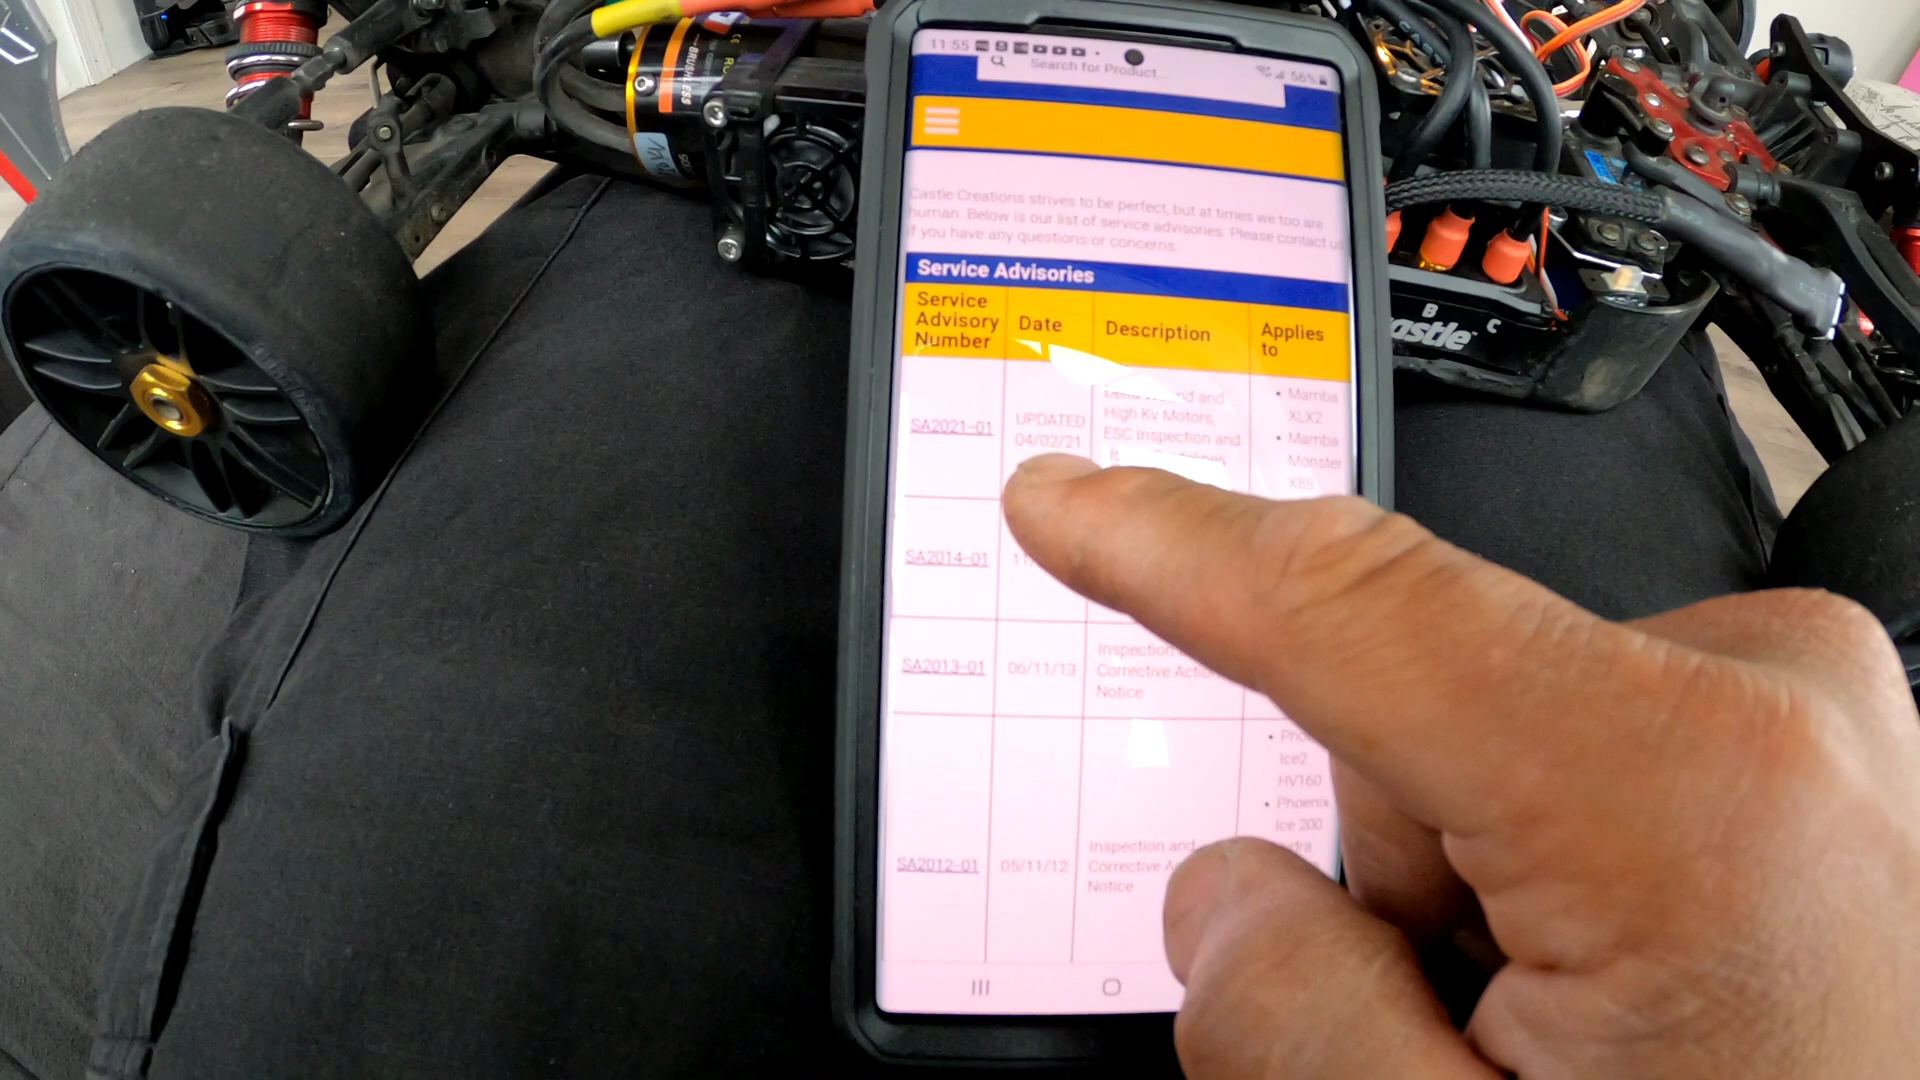 11:55
56%
Search for Product...
Castle Creations strives to be perfect, but at times we too are
human. Below is our list of service advisories. Please contact us
if you have any questions or concerns.
Service Advisories
Service
Advisory
Number
Date
Description
Applies
to
SA2021-01
UPDATED
04/02/21
and
High Kv Motors,
ESC Inspection and
• Mamba
XLX2
• Mamba
Monster
X8S
SA2014-01
SA2013-01
06/11/13
Inspection
Corrective Action
Notice
SA2012-01
05/11/12
Inspection and
Corrective
Notice
Ice2
HV160
• Phoenix
Ice 200
BRUSHLESS
B
C
astle